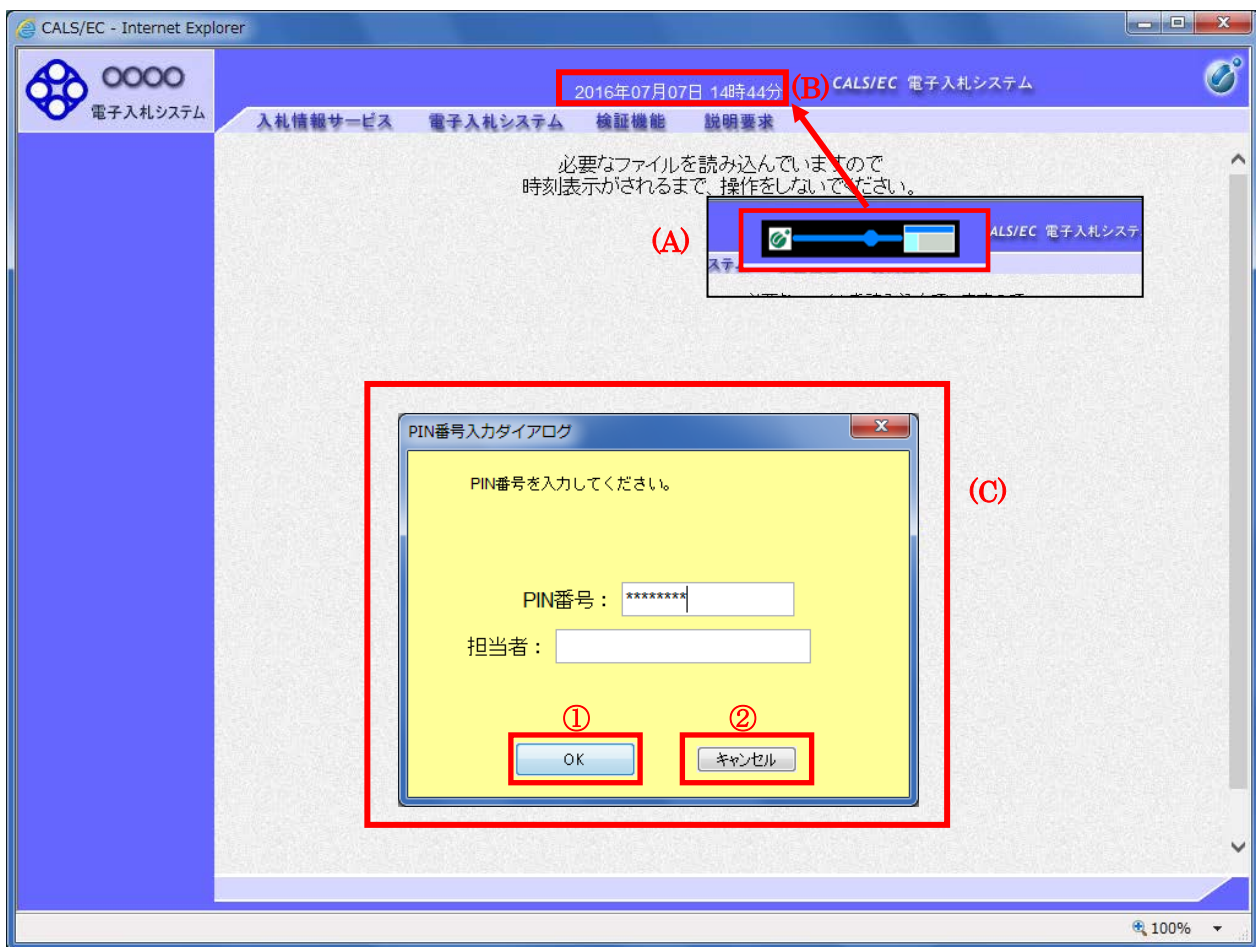 CALS/EC - Internet Explorer
OOOO
電子入札システム
2016年07月07日 14時44分
(B)
CALS/EC 電子入札システム
入札情報サービス 電子入札システム 検証機能 説明要求
必要なファイルを読み込んでいますので
時刻表示がされるまで、操作をしないでください。
(A)
ALS/EC 電子入札システ
ステ
PIN番号入力ダイアログ
PIN番号を入力してください。
(C)
PIN番号： ********
担当者：
① ②
OK キャンセル
100%